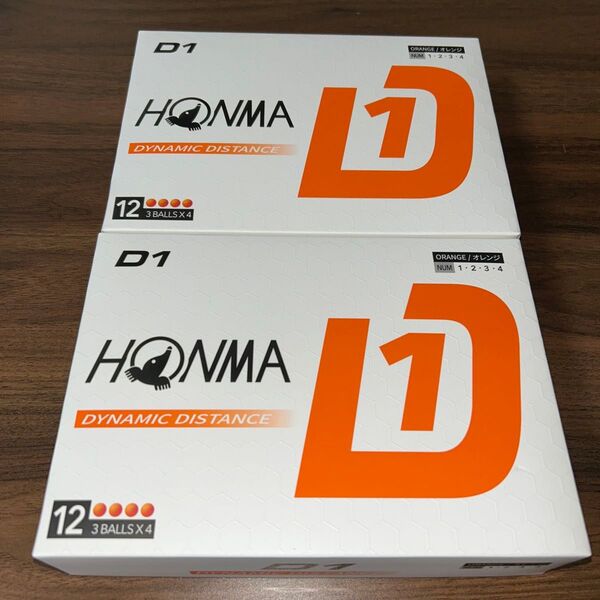 D1
ORANGE / オレンジ
NUM 1・2・3・4
HONMA
D1
DYNAMIC DISTANCE
12
3 BALLS X 4
D1
ORANGE / オレンジ
NUM 1・2・3・4
HONMA
D1
DYNAMIC DISTANCE
12
3 BALLS X 4
D1